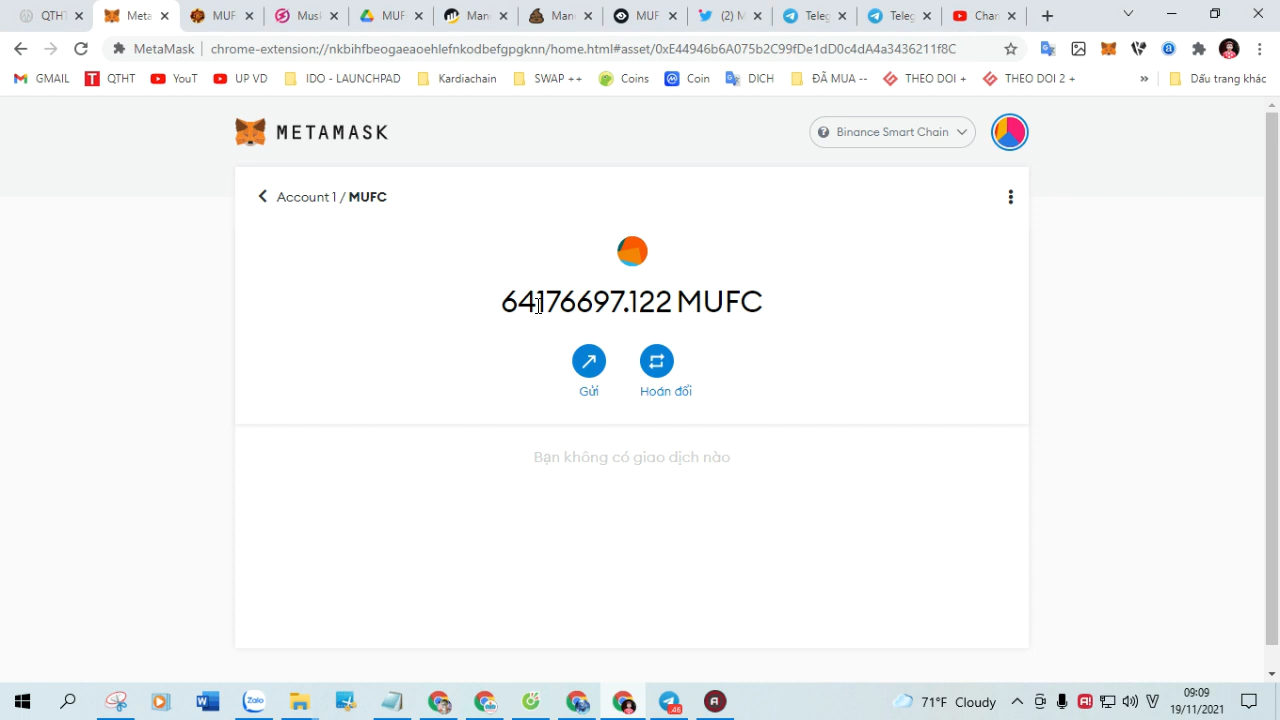 QTH
Meta
MUF
Musl
MUF
Man
Man
MUF
(2) M
Teleg
Teleg
Char
MetaMask
chrome-extension://nkbihfbeogaeaoehlefnkodbefgpgknn/home.html#asset/0xE44946b6A075b2C99fDe1dD0c4dA4a3436211f8C
GMAIL
QTHT
YouT
UP VD
IDO - LAUNCHPAD
Kardiachain
SWAP ++
Coins
Coin
DICH
ĐÃ MUA --
THEO DOI +
THEO DOI 2 +
»
Dấu trang khác
METAMASK
Binance Smart Chain
Account 1 / MUFC
64176697.122 MUFC
Gửi
Hoán đổi
Bạn không có giao dịch nào
Zalo
46
71°F Cloudy
09:09
19/11/2021